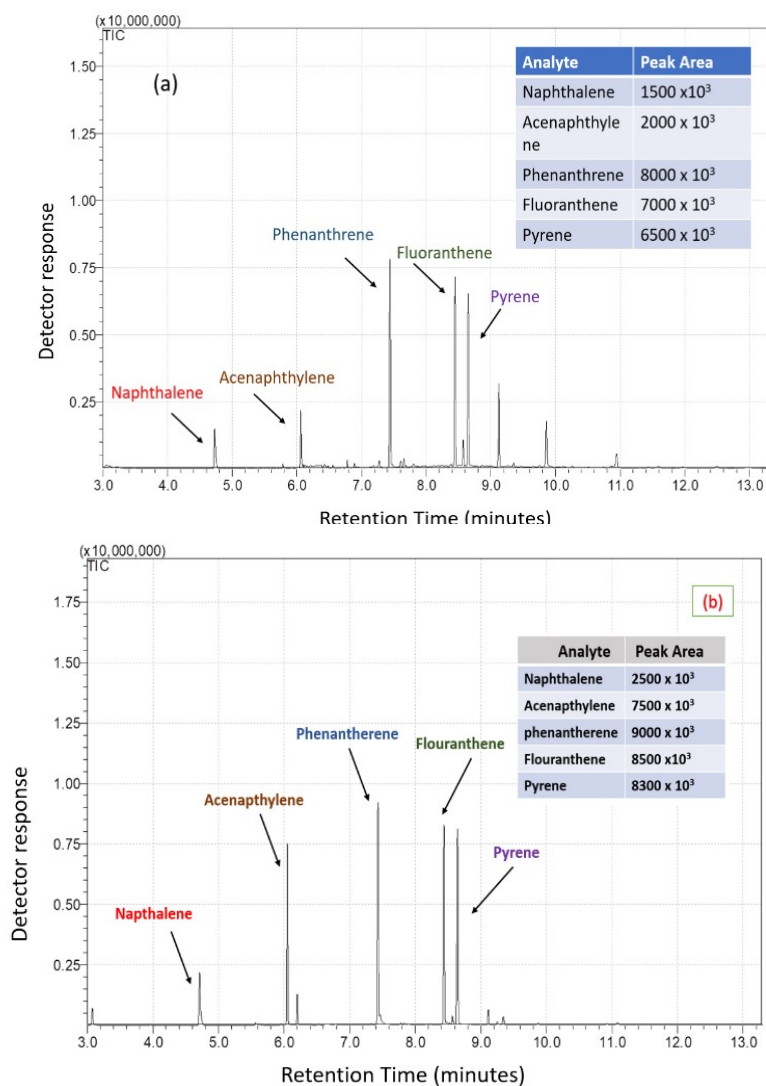 (x10,000,000)
TIC
(a)
1.50
1.25
1.00
0.75
0.50
0.25
Detector response
Analyte Peak Area
Naphthalene 1500 x10³
Acenaphthyle
ne 2000 x 10³
Phenanthrene 8000 x 10³
Fluoranthene 7000 x 10³
Pyrene 6500 x 10³
Phenanthrene
Fluoranthene
Pyrene
Acenaphthylene
Naphthalene
3.0 4.0 5.0 6.0 7.0 8.0 9.0 10.0 11.0 12.0 13.0
Retention Time (minutes)
(x10,000,000)
TIC
(b)
1.75
1.50
1.25
1.00
0.75
0.50
0.25
Detector response
Analyte Peak Area
Naphthalene 2500 x 10³
Acenapthylene 7500 x 10³
phenantherene 9000 x 10³
Flouranthene 8500 x10³
Pyrene 8300 x 10³
Phenantherene
Flouranthene
Acenapthylene
Pyrene
Napthalene
3.0 4.0 5.0 6.0 7.0 8.0 9.0 10.0 11.0 12.0 13.0
Retention Time (minutes)